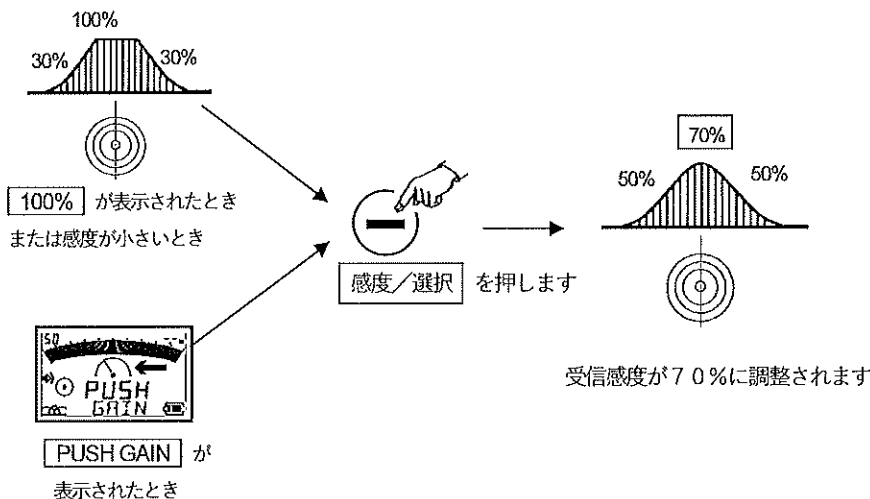 100%
30%
30%
100% が表示されたとき
または感度が小さいとき
感度／選択 を押します
70%
50%
50%
受信感度が７０％に調整されます
50
PUSH
GAIN
PUSH GAIN が
表示されたとき